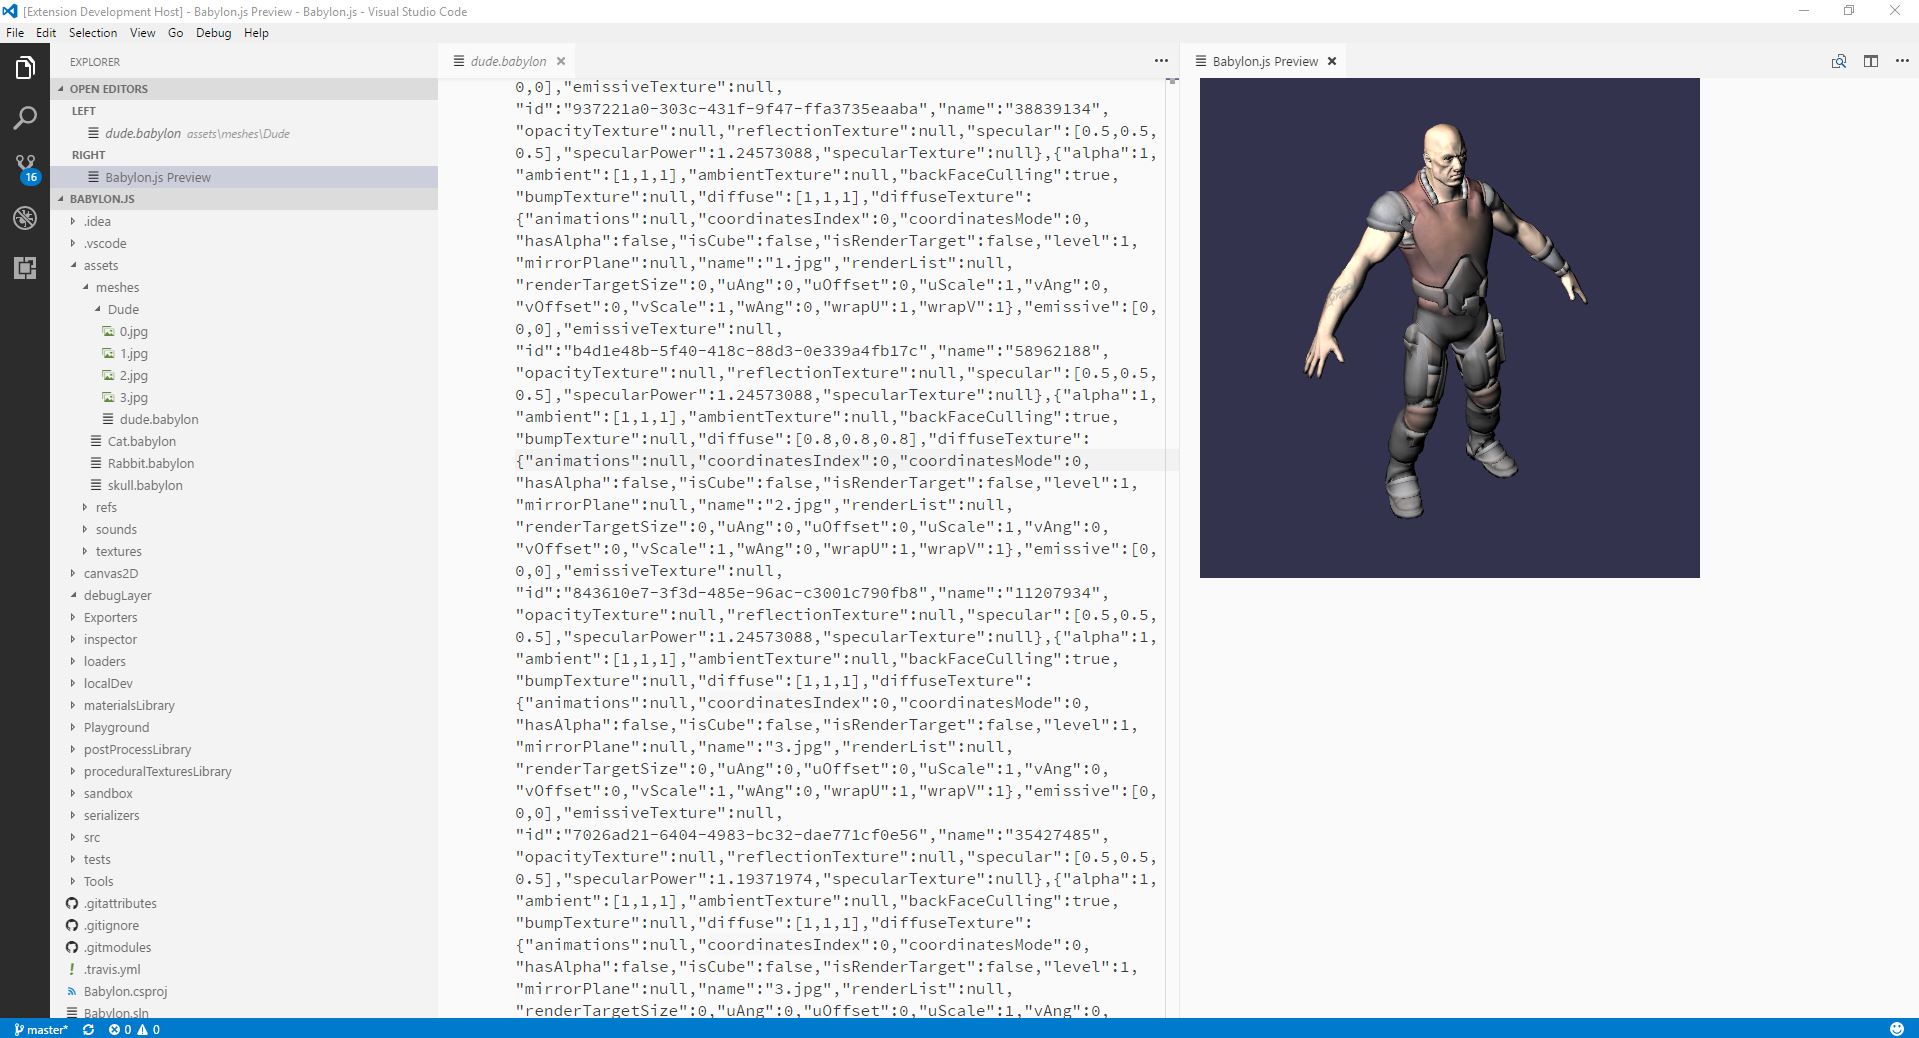 [Extension Development Host] - Babylon.js Preview - Babylon.js - Visual Studio Code
File Edit Selection View Go Debug Help
EXPLORER
OPEN EDITORS
LEFT
dude.babylon assets\meshes\Dude
RIGHT
Babylon.js Preview
16
BABYLON.JS
.idea
.vscode
assets
meshes
Dude
0.jpg
1.jpg
2.jpg
3.jpg
dude.babylon
Cat.babylon
Rabbit.babylon
skull.babylon
refs
sounds
textures
canvas2D
debugLayer
Exporters
inspector
loaders
localDev
materialsLibrary
Playground
postProcessLibrary
proceduralTexturesLibrary
sandbox
serializers
src
tests
Tools
.gitattributes
.gitignore
.gitmodules
.travis.yml
Babylon.csproj
Babylon.sln
dude.babylon
0,0],"emissiveTexture":null,
"id":"937221a0-303c-431f-9f47-ffa3735eaaba","name":"38839134",
"opacityTexture":null,"reflectionTexture":null,"specular":[0.5,0.5,
0.5],"specularPower":1.24573088,"specularTexture":null},{"alpha":1,
"ambient":[1,1,1],"ambientTexture":null,"backFaceCulling":true,
"bumpTexture":null,"diffuse":[1,1,1],"diffuseTexture":
{"animations":null,"coordinatesIndex":0,"coordinatesMode":0,
"hasAlpha":false,"isCube":false,"isRenderTarget":false,"level":1,
"mirrorPlane":null,"name":"1.jpg","renderList":null,
"renderTargetSize":0,"uAng":0,"uOffset":0,"uScale":1,"vAng":0,
"vOffset":0,"vScale":1,"wAng":0,"wrapU":1,"wrapV":1},"emissive":[0,
0,0],"emissiveTexture":null,
"id":"b4d1e48b-5f40-418c-88d3-0e339a4fb17c","name":"58962188",
"opacityTexture":null,"reflectionTexture":null,"specular":[0.5,0.5,
0.5],"specularPower":1.24573088,"specularTexture":null},{"alpha":1,
"ambient":[1,1,1],"ambientTexture":null,"backFaceCulling":true,
"bumpTexture":null,"diffuse":[0.8,0.8,0.8],"diffuseTexture":
{"animations":null,"coordinatesIndex":0,"coordinatesMode":0,
"hasAlpha":false,"isCube":false,"isRenderTarget":false,"level":1,
"mirrorPlane":null,"name":"2.jpg","renderList":null,
"renderTargetSize":0,"uAng":0,"uOffset":0,"uScale":1,"vAng":0,
"vOffset":0,"vScale":1,"wAng":0,"wrapU":1,"wrapV":1},"emissive":[0,
0,0],"emissiveTexture":null,
"id":"843610e7-3f3d-485e-96ac-c3001c790fb8","name":"11207934",
"opacityTexture":null,"reflectionTexture":null,"specular":[0.5,0.5,
0.5],"specularPower":1.24573088,"specularTexture":null},{"alpha":1,
"ambient":[1,1,1],"ambientTexture":null,"backFaceCulling":true,
"bumpTexture":null,"diffuse":[1,1,1],"diffuseTexture":
{"animations":null,"coordinatesIndex":0,"coordinatesMode":0,
"hasAlpha":false,"isCube":false,"isRenderTarget":false,"level":1,
"mirrorPlane":null,"name":"3.jpg","renderList":null,
"renderTargetSize":0,"uAng":0,"uOffset":0,"uScale":1,"vAng":0,
"vOffset":0,"vScale":1,"wAng":0,"wrapU":1,"wrapV":1},"emissive":[0,
0,0],"emissiveTexture":null,
"id":"7026ad21-6404-4983-bc32-dae771cf0e56","name":"35427485",
"opacityTexture":null,"reflectionTexture":null,"specular":[0.5,0.5,
0.5],"specularPower":1.19371974,"specularTexture":null},{"alpha":1,
"ambient":[1,1,1],"ambientTexture":null,"backFaceCulling":true,
"bumpTexture":null,"diffuse":[1,1,1],"diffuseTexture":
{"animations":null,"coordinatesIndex":0,"coordinatesMode":0,
"hasAlpha":false,"isCube":false,"isRenderTarget":false,"level":1,
"mirrorPlane":null,"name":"3.jpg","renderList":null,
"renderTargetSize":0,"uAng":0,"uOffset":0,"uScale":1,"vAng":0,
Babylon.js Preview
master* 0 0